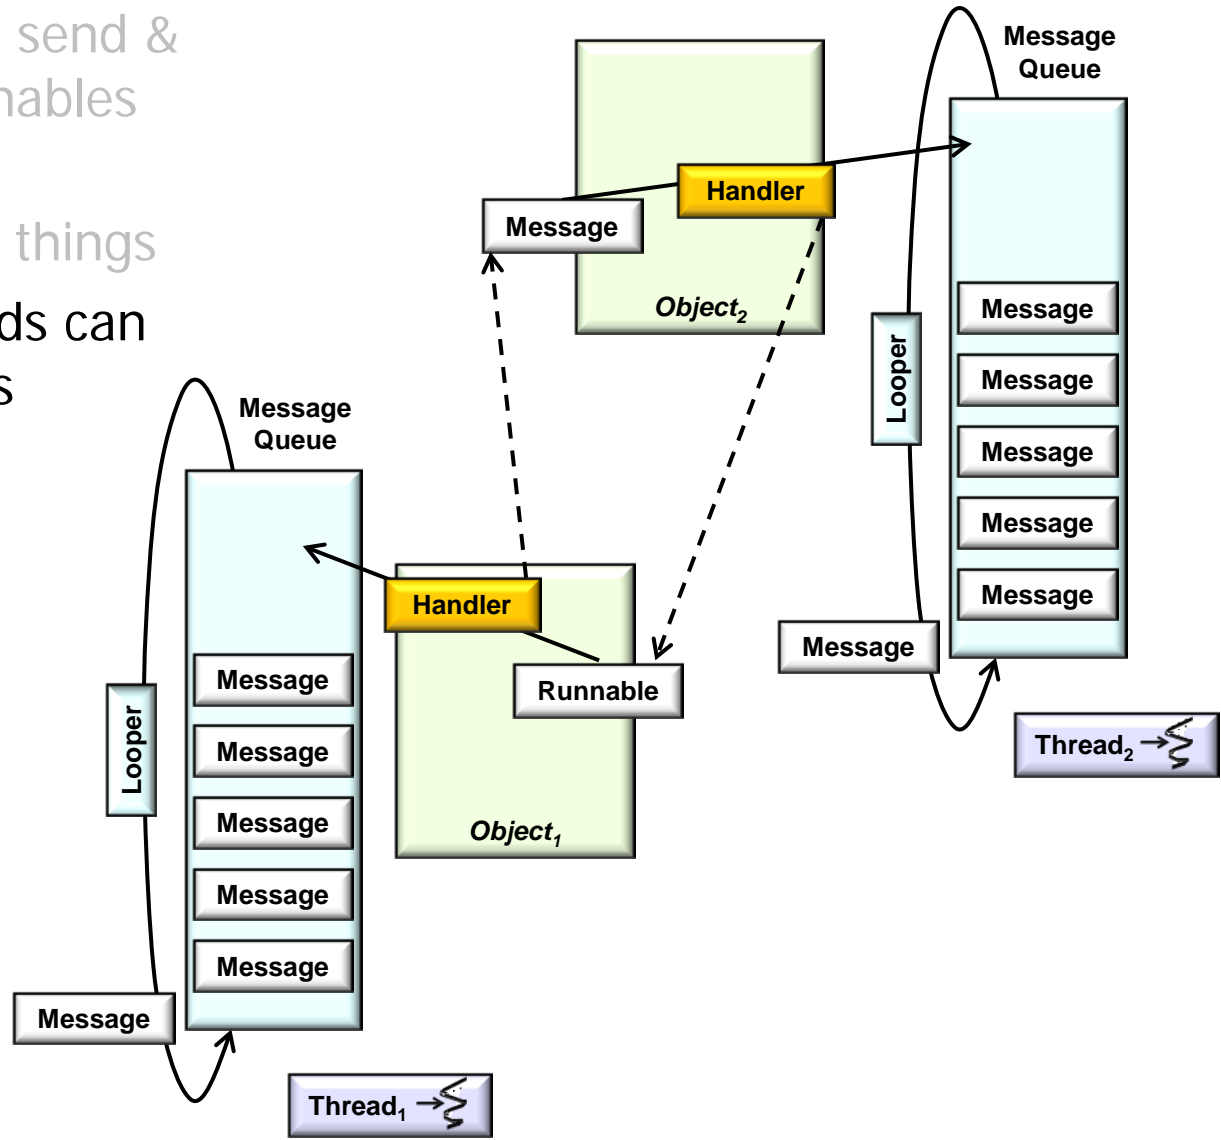 send &
nables
things
ds can
s
Message
Queue
Handler
Message
Object2
Looper
Message
Message
Message
Message
Message
Message
Thread2
Message
Queue
Handler
Runnable
Object1
Looper
Message
Message
Message
Message
Message
Message
Thread1